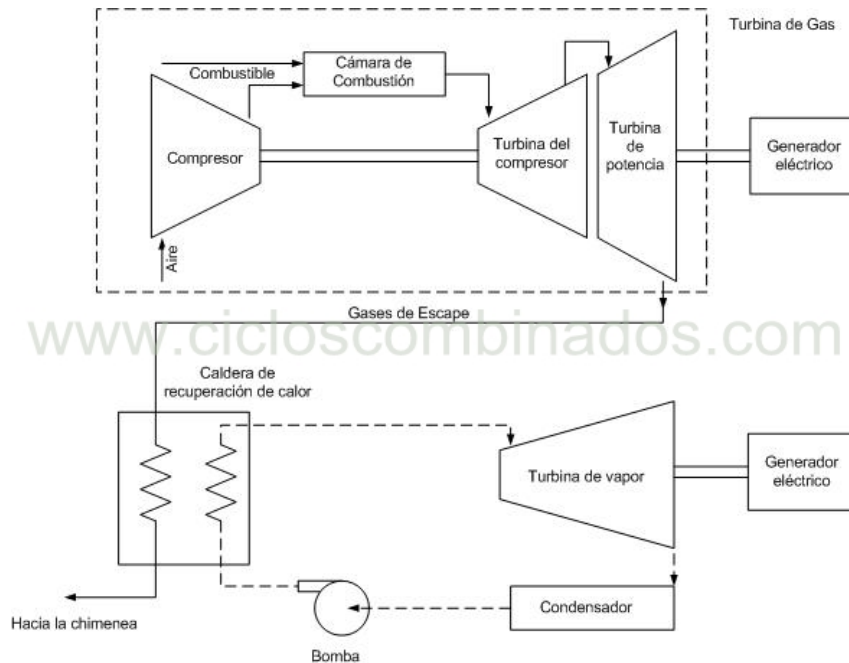 Turbina de Gas
Combustible
Cámara de
Combustión
Compresor
Turbina del
compresor
Turbina
de
potencia
Generador
eléctrico
Aire
Gases de Escape
www.cicloscombinados.com
Caldera de
recuperación de calor
Turbina de vapor
Generador
eléctrico
Condensador
Hacia la chimenea
Bomba